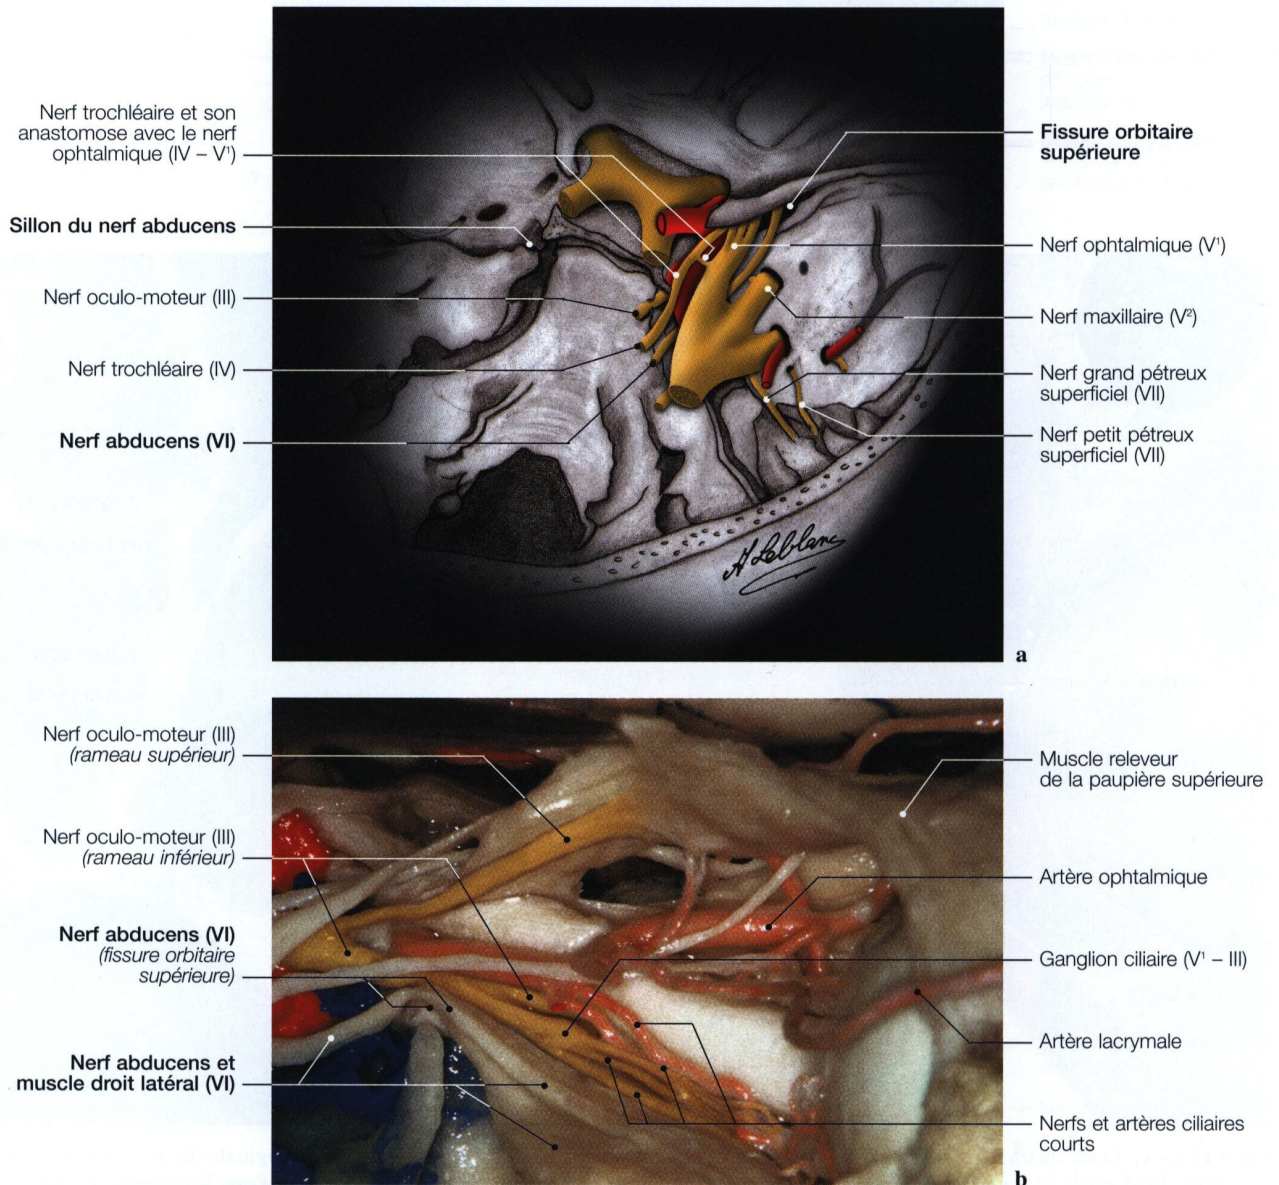 Nerf trochléaire et son
anastomose avec le nerf
ophtalmique (IV – V¹)
Sillon du nerf abducens
Nerf oculo-moteur (III)
Nerf trochléaire (IV)
Nerf abducens (VI)
Fissure orbitaire
supérieure
Nerf ophtalmique (V¹)
Nerf maxillaire (V²)
Nerf grand pétreux
superficiel (VII)
Nerf petit pétreux
superficiel (VII)
A Leblanc
a
Nerf oculo-moteur (III)
(rameau supérieur)
Nerf oculo-moteur (III)
(rameau inférieur)
Nerf abducens (VI)
(fissure orbitaire
supérieure)
Nerf abducens et
muscle droit latéral (VI)
Muscle releveur
de la paupière supérieure
Artère ophtalmique
Ganglion ciliaire (V¹ – III)
Artère lacrymale
Nerfs et artères ciliaires
courts
b